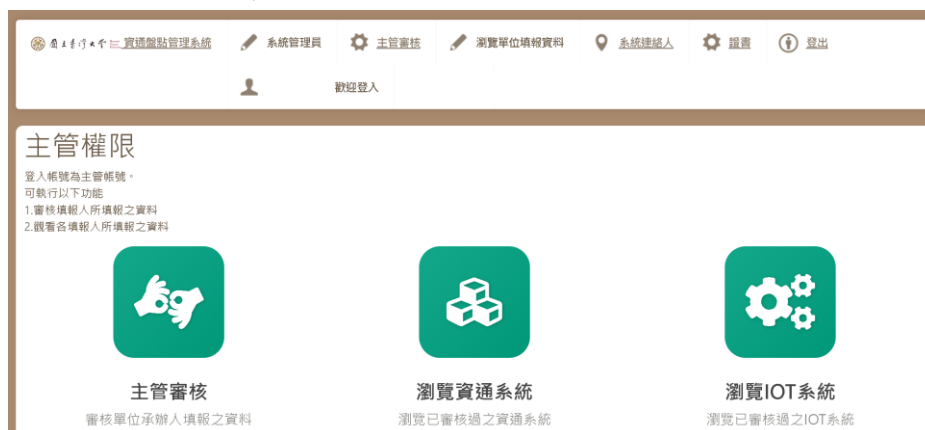 國立臺灣大學 資通盤點管理系統
系統管理員
主管審核
瀏覽單位填報資料
系統連絡人
證書
登出
歡迎登入
主管權限
登入帳號為主管帳號。
可執行以下功能
1.審核填報人所填報之資料
2.觀看各填報人所填報之資料
主管審核
瀏覽資通系統
瀏覽IOT系統
審核單位承辦人填報之資料
瀏覽已審核過之資通系統
瀏覽已審核過之IOT系統